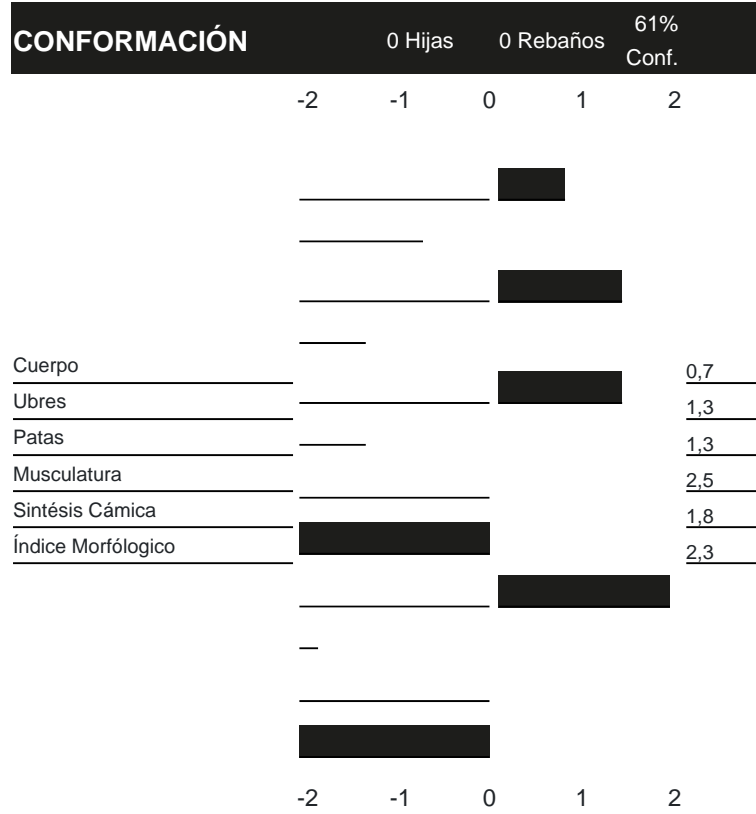 CONFORMACIÓN 0 Hijas 0 Rebaños 61% Conf.
-2 -1 0 1 2
Cuerpo 0,7
Ubres 1,3
Patas 1,3
Musculatura 2,5
Sintésis Cámica 1,8
Índice Morfólogico 2,3
-2 -1 0 1 2